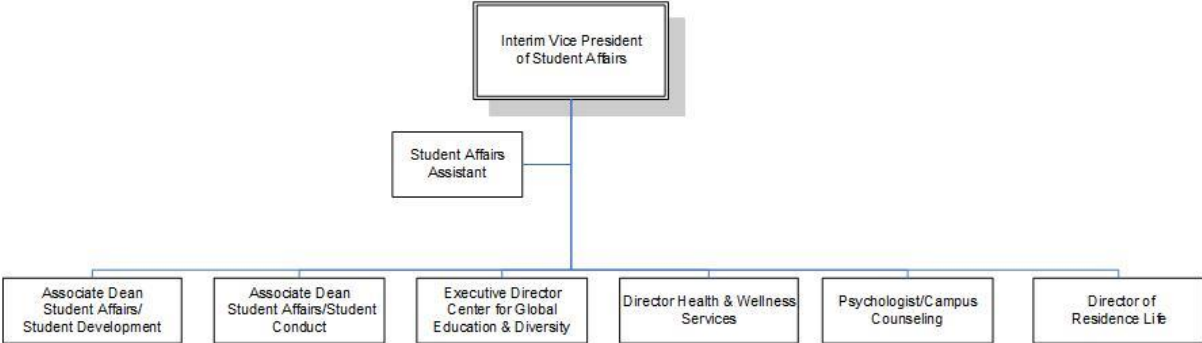 Interim Vice President
of Student Affairs
Student Affairs
Assistant
Associate Dean
Student Affairs/
Student Development
Associate Dean
Student Affairs/Student
Conduct
Executive Director
Center for Global
Education & Diversity
Director Health & Wellness
Services
Psychologist/Campus
Counseling
Director of
Residence Life